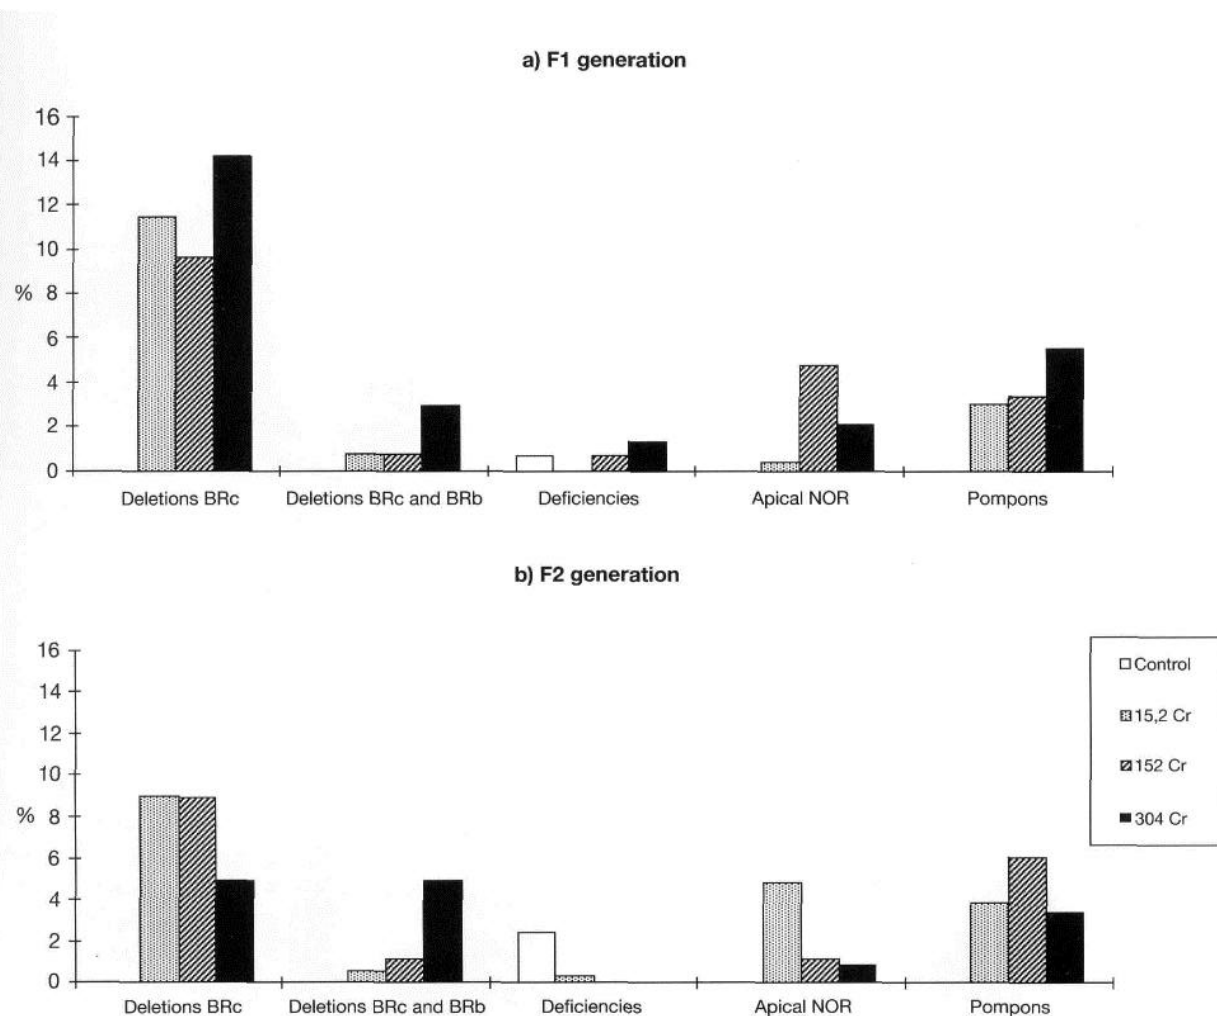 a) F1 generation
16
14
12
10
% 8
6
4
2
0
Deletions BRc Deletions BRc and BRb Deficiencies Apical NOR Pompons
b) F2 generation
16
14
12
10
% 8
6
4
2
0
Deletions BRc Deletions BRc and BRb Deficiencies Apical NOR Pompons
Control
15,2 Cr
152 Cr
304 Cr